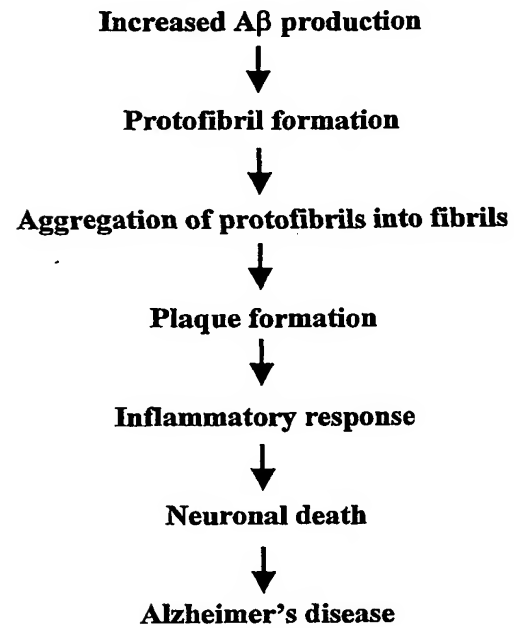 Increased Aβ production
Protofibril formation
Aggregation of protofibrils into fibrils
Plaque formation
Inflammatory response
Neuronal death
Alzheimer's disease